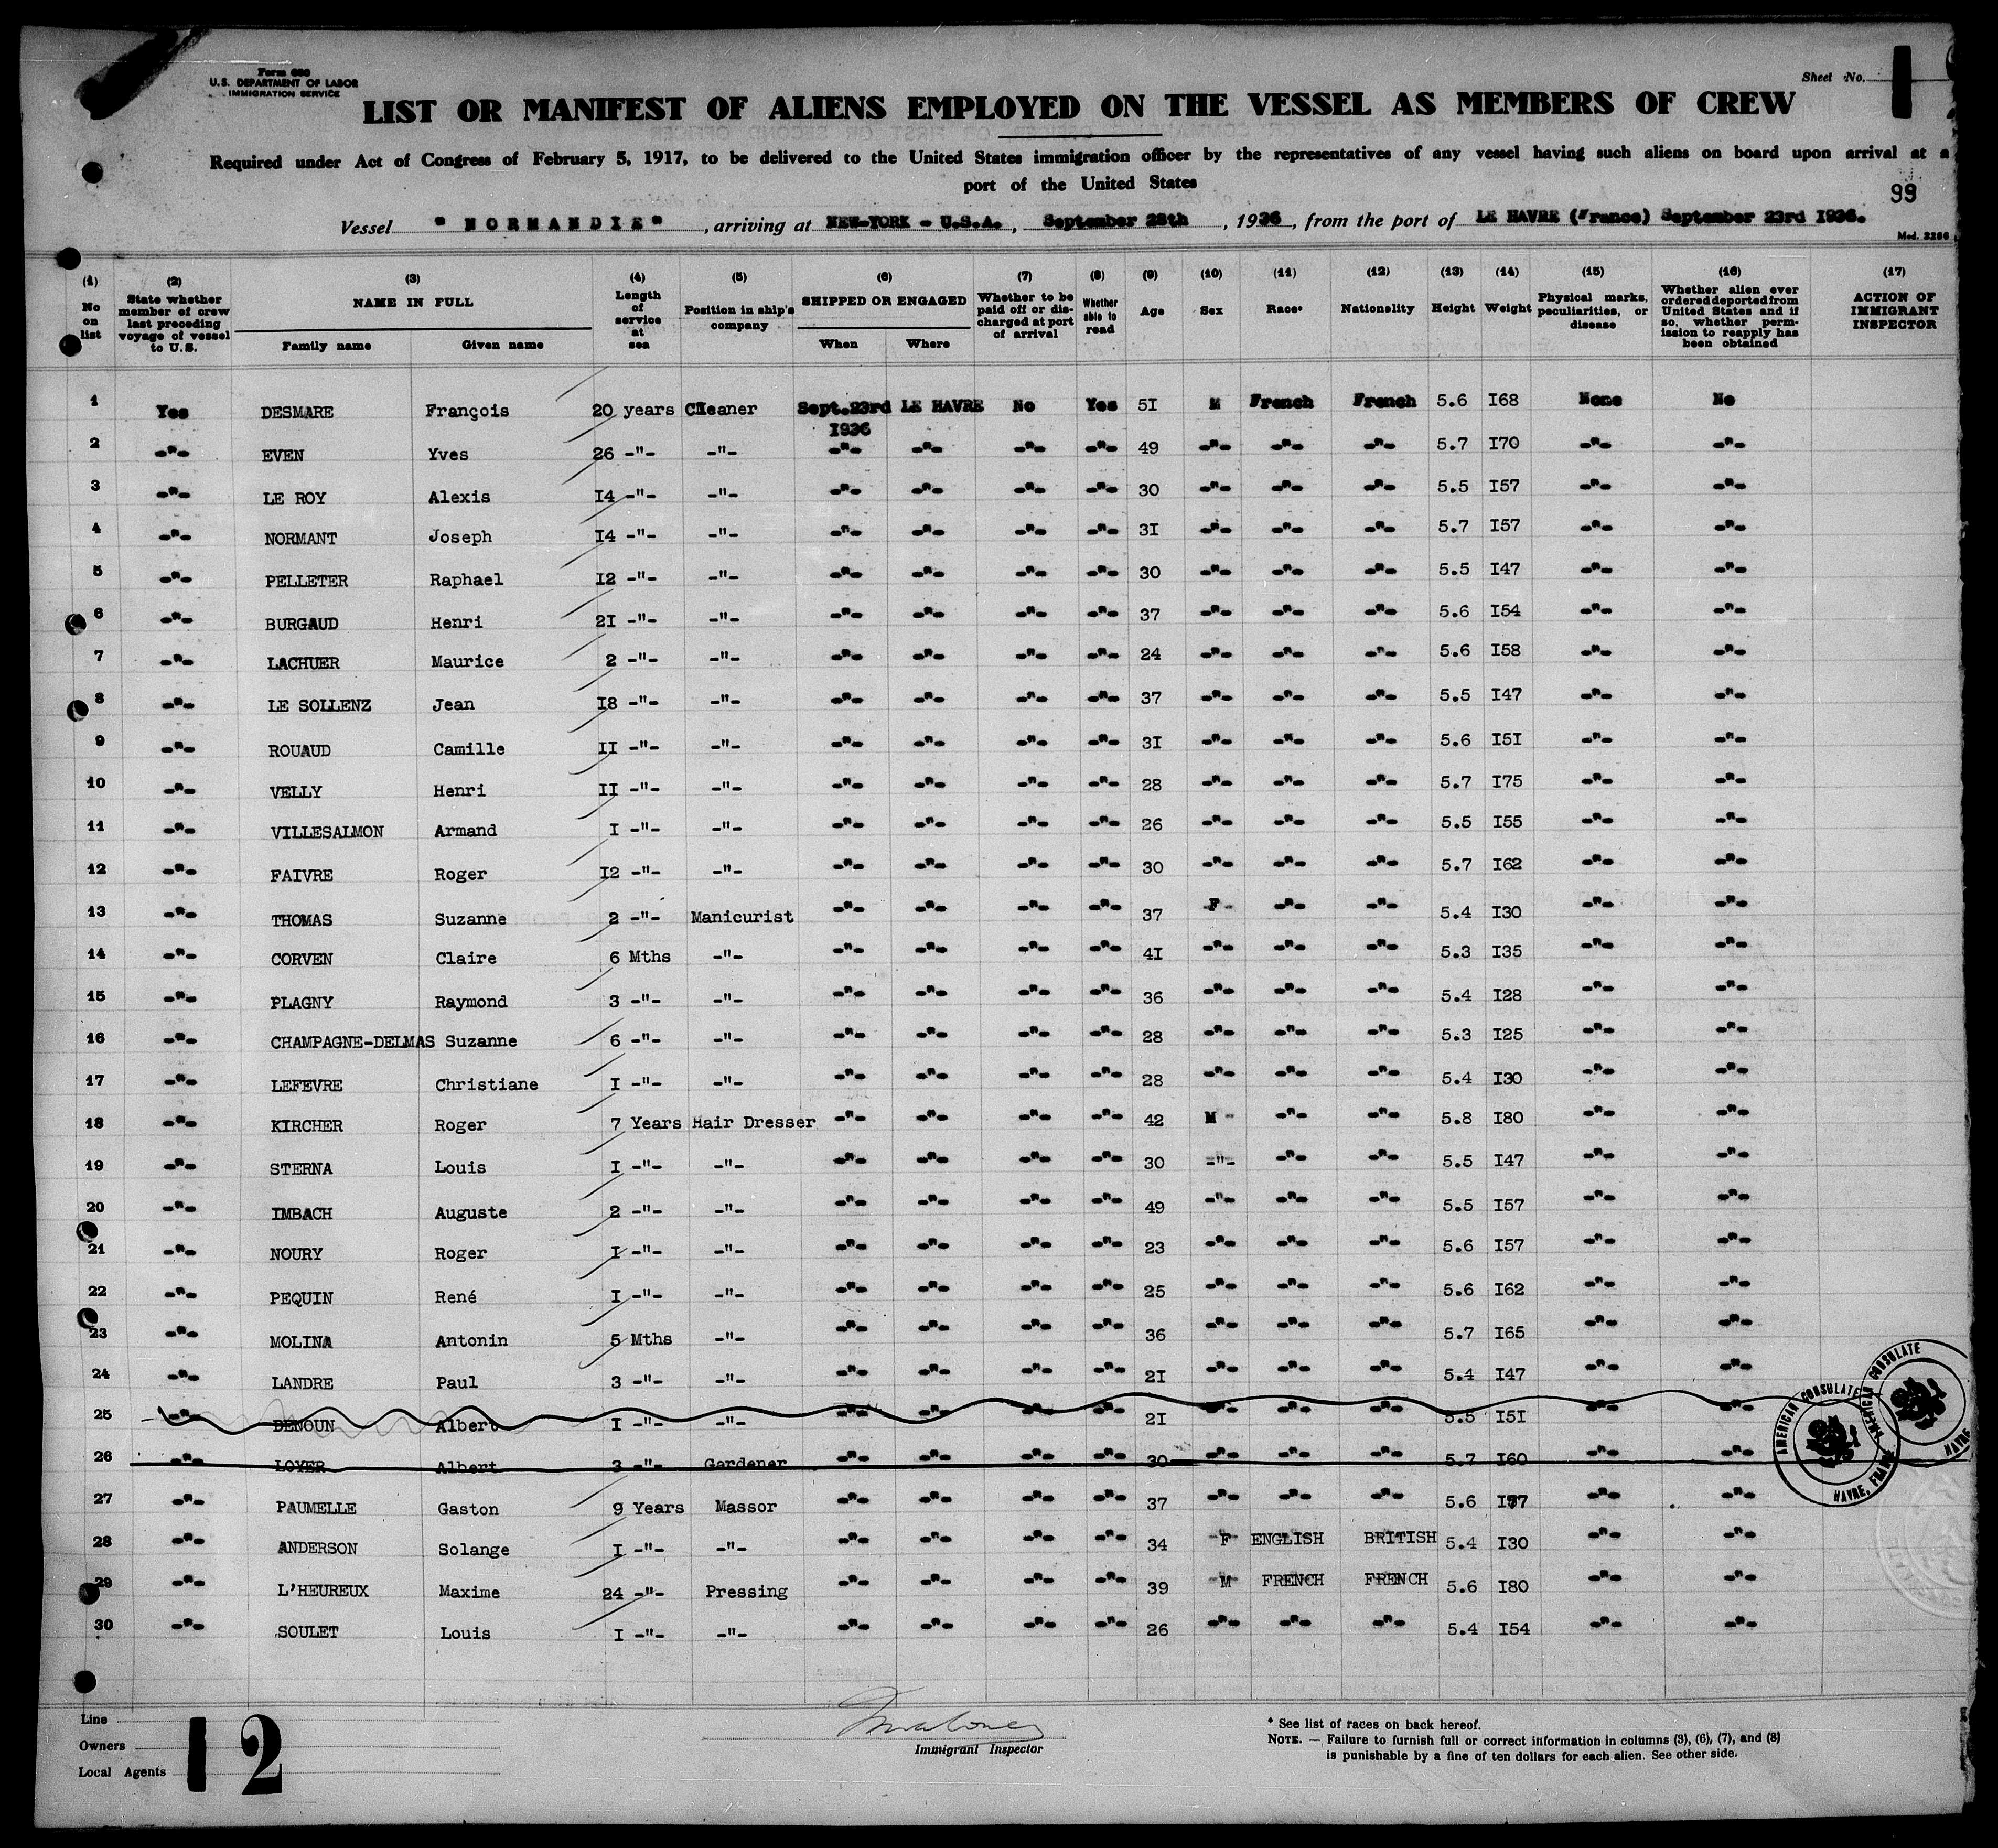 Form 680
U.S. DEPARTMENT OF LABOR
IMMIGRATION SERVICE
Sheet No. 1
LIST OR MANIFEST OF ALIENS EMPLOYED ON THE VESSEL AS MEMBERS OF CREW
Required under Act of Congress of February 5, 1917, to be delivered to the United States immigration officer by the representatives of any vessel having such aliens on board upon arrival at a
port of the United States
99
Vessel "NORMANDIE", arriving at NEW-YORK - U.S.A., September 28th, 1936, from the port of LE HAVRE (France) September 23rd 1936.
Mod. 2286
(1) (2) (3) (4) (5) (6) (7) (8) (9) (10) (11) (12) (13) (14) (15) (16) (17)
No on list | State whether member of crew last preceding voyage of vessel to U.S. | NAME IN FULL Family name Given name | Length of service at sea | Position in ship's company | SHIPPED OR ENGAGED When Where | Whether to be paid off or discharged at port of arrival | Whether able to read | Age | Sex | Race* | Nationality | Height | Weight | Physical marks, peculiarities, or disease | Whether alien ever ordered deported from United States and if so, whether permission to reapply has been obtained | ACTION OF IMMIGRANT INSPECTOR
1 Yes DESMARE François 20 years Cleaner Sept.23rd 1936 LE HAVRE No Yes 5I M French French 5.6 I68 None No
2 -"- EVEN Yves 26 -"- -"- -"- -"- -"- -"- 49 -"- -"- -"- 5.7 I70 -"- -"-
3 -"- LE ROY Alexis I4 -"- -"- -"- -"- -"- -"- 30 -"- -"- -"- 5.5 I57 -"- -"-
4 -"- NORMANT Joseph I4 -"- -"- -"- -"- -"- -"- 3I -"- -"- -"- 5.7 I57 -"- -"-
5 -"- PELLETER Raphael I2 -"- -"- -"- -"- -"- -"- 30 -"- -"- -"- 5.5 I47 -"- -"-
6 -"- BURGAUD Henri 2I -"- -"- -"- -"- -"- -"- 37 -"- -"- -"- 5.6 I54 -"- -"-
7 -"- LACHUER Maurice 2 -"- -"- -"- -"- -"- -"- 24 -"- -"- -"- 5.6 I58 -"- -"-
8 -"- LE SOLLENZ Jean I8 -"- -"- -"- -"- -"- -"- 37 -"- -"- -"- 5.5 I47 -"- -"-
9 -"- ROUAUD Camille II -"- -"- -"- -"- -"- -"- 3I -"- -"- -"- 5.6 I5I -"- -"-
10 -"- VELLY Henri II -"- -"- -"- -"- -"- -"- 28 -"- -"- -"- 5.7 I75 -"- -"-
11 -"- VILLESALMON Armand I -"- -"- -"- -"- -"- -"- 26 -"- -"- -"- 5.5 I55 -"- -"-
12 -"- FAIVRE Roger I2 -"- -"- -"- -"- -"- -"- 30 -"- -"- -"- 5.7 I62 -"- -"-
13 -"- THOMAS Suzanne 2 -"- Manicurist -"- -"- -"- -"- 37 F -"- -"- 5.4 I30 -"- -"-
14 -"- CORVEN Claire 6 Mths -"- -"- -"- -"- -"- 4I -"- -"- -"- 5.3 I35 -"- -"-
15 -"- PLAGNY Raymond 3 -"- -"- -"- -"- -"- -"- 36 -"- -"- -"- 5.4 I28 -"- -"-
16 -"- CHAMPAGNE-DELMAS Suzanne 6 -"- -"- -"- -"- -"- -"- 28 -"- -"- -"- 5.3 I25 -"- -"-
17 -"- LEFEVRE Christiane I -"- -"- -"- -"- -"- -"- 28 -"- -"- -"- 5.4 I30 -"- -"-
18 -"- KIRCHER Roger 7 Years Hair Dresser -"- -"- -"- -"- 42 M -"- -"- 5.8 I80 -"- -"-
19 -"- STERNA Louis I -"- -"- -"- -"- -"- -"- 30 -"- -"- -"- 5.5 I47 -"- -"-
20 -"- IMBACH Auguste 2 -"- -"- -"- -"- -"- -"- 49 -"- -"- -"- 5.5 I57 -"- -"-
21 -"- NOURY Roger I -"- -"- -"- -"- -"- -"- 23 -"- -"- -"- 5.6 I57 -"- -"-
22 -"- PEQUIN René I -"- -"- -"- -"- -"- -"- 25 -"- -"- -"- 5.6 I62 -"- -"-
23 -"- MOLINA Antonin 5 Mths -"- -"- -"- -"- -"- 36 -"- -"- -"- 5.7 I65 -"- -"-
24 -"- LANDRE Paul 3 -"- -"- -"- -"- -"- -"- 2I -"- -"- -"- 5.4 I47 -"- -"-
25 -"- DENOUN Albert I -"- -"- -"- -"- -"- -"- 2I -"- -"- -"- 5.5 I5I -"- -"-
26 -"- LOYER Albert 3 -"- Gardener -"- -"- -"- -"- 30 -"- -"- -"- 5.7 I60 -"- -"-
27 -"- PAUMELLE Gaston 9 Years Massor -"- -"- -"- -"- 37 -"- -"- -"- 5.6 I77 -"- -"-
28 -"- ANDERSON Solange I -"- -"- -"- -"- -"- -"- 34 F ENGLISH BRITISH 5.4 I30 -"- -"-
29 -"- L'HEUREUX Maxime 24 -"- Pressing -"- -"- -"- -"- 39 M FRENCH FRENCH 5.6 I80 -"- -"-
30 -"- SOULET Louis I -"- -"- -"- -"- -"- -"- 26 -"- -"- -"- 5.4 I54 -"- -"-
AMERICAN CONSULATE HAVRE
AMERICAN CONSULATE HAVRE, FRANCE
Line
Owners
Local Agents
12
Immigrant Inspector
* See list of races on back hereof.
NOTE. — Failure to furnish full or correct information in columns (3), (6), (7), and (8)
is punishable by a fine of ten dollars for each alien. See other side.